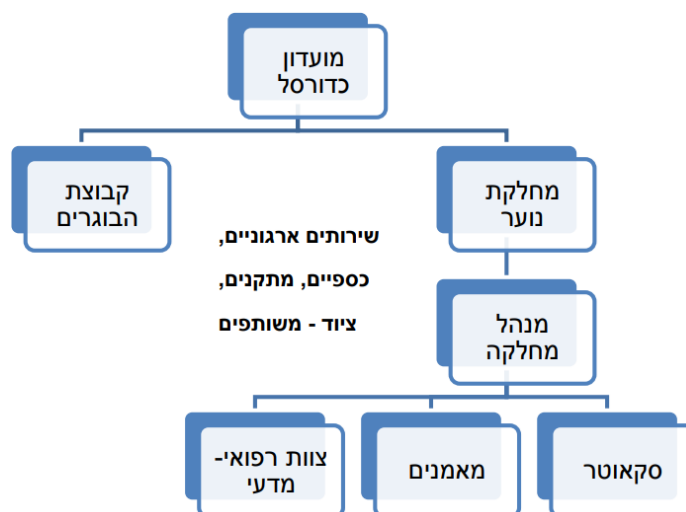 מועדון
כדורסל
מחלקת
נוער
קבוצת
הבוגרים
שירותים ארגוניים,
כספיים, מתקנים,
ציוד - משותפים
מנהל
מחלקה
סקאוטר
מאמנים
צוות רפואי-
מדעי